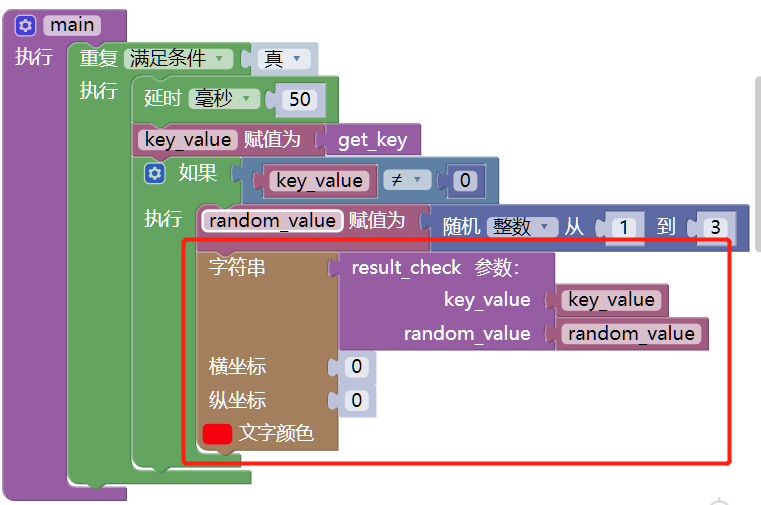 main
执行 重复 满足条件 真
执行 延时 毫秒 50
key_value 赋值为 get_key
如果 key_value ≠ 0
执行 random_value 赋值为 随机 整数 从 1 到 3
字符串 result_check 参数:
key_value key_value
random_value random_value
横坐标 0
纵坐标 0
文字颜色